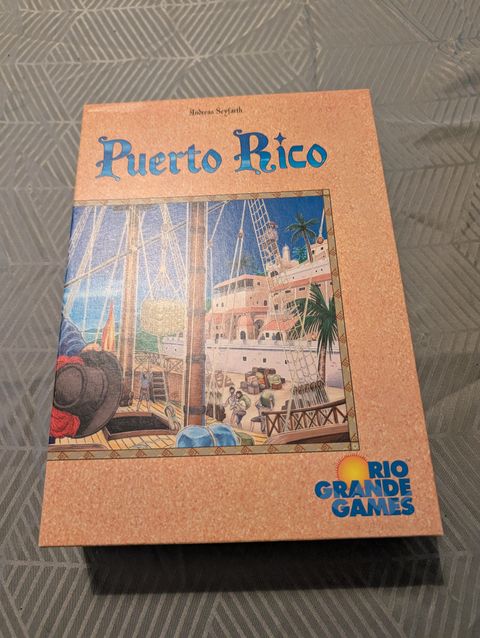 Andreas Seyfarth
Puerto Rico
RIO
GRANDE
GAMES